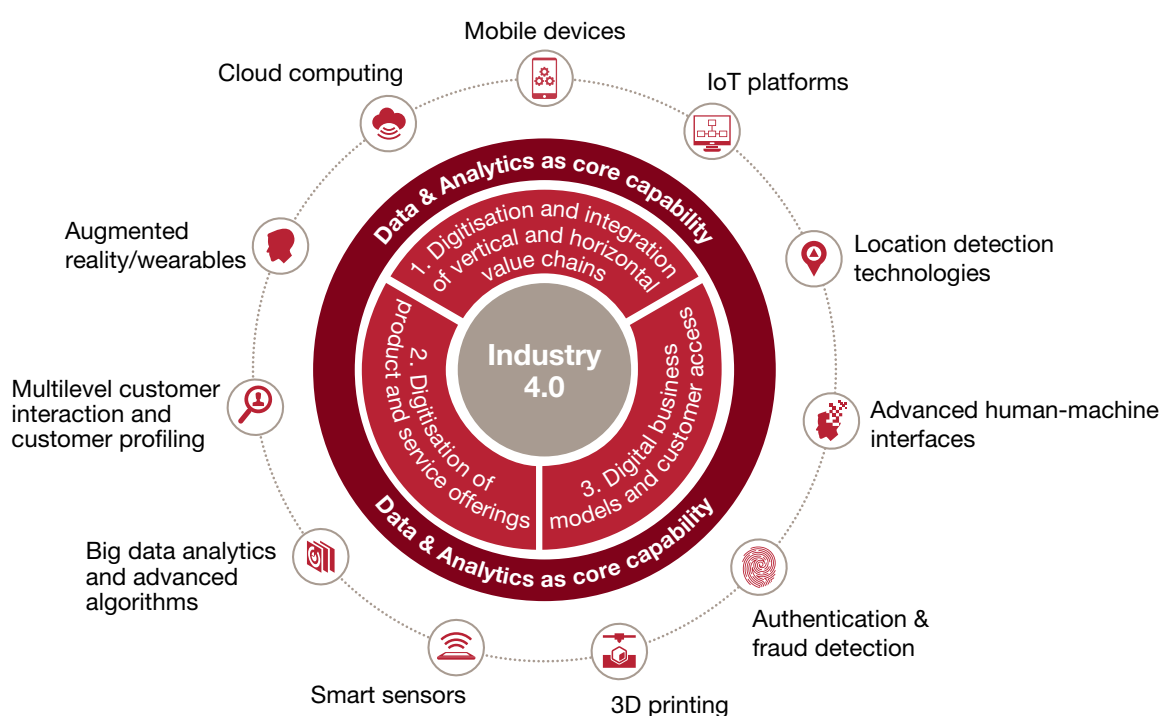 Mobile devices
Cloud computing
IoT platforms
Augmented
reality/wearables
Location detection
technologies
Multilevel customer
interaction and
customer profiling
Advanced human-machine
interfaces
Big data analytics
and advanced
algorithms
Authentication &
fraud detection
Smart sensors
3D printing
Data & Analytics as core capability
1. Digitisation and integration
of vertical and horizontal
value chains
2. Digitisation of
product and service offerings
3. Digital business
models and customer access
Industry
4.0
Data & Analytics as core capability